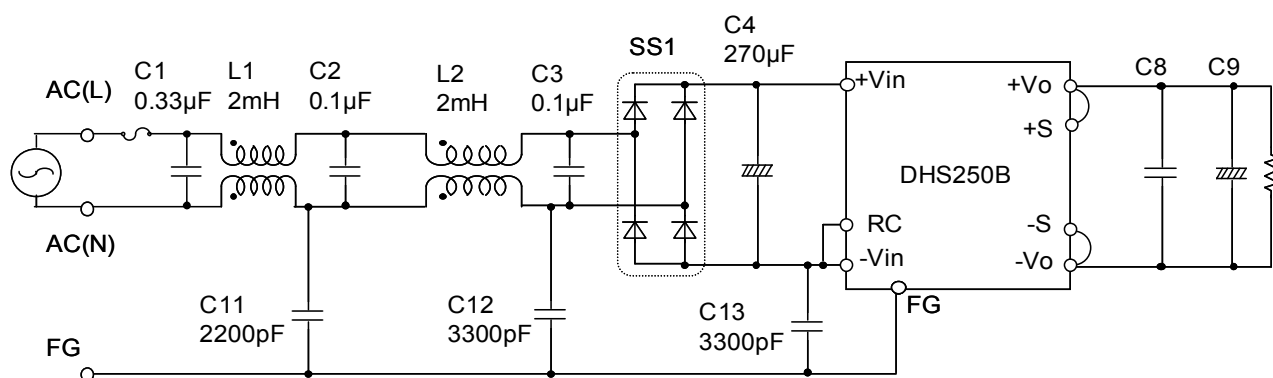 AC(L)
C1
0.33µF
L1
2mH
C2
0.1µF
L2
2mH
C3
0.1µF
SS1
C4
270µF
+Vin
+Vo
C8
C9
+S
DHS250B
RC
-S
-Vin
-Vo
AC(N)
C11
2200pF
C12
3300pF
C13
3300pF
FG
FG